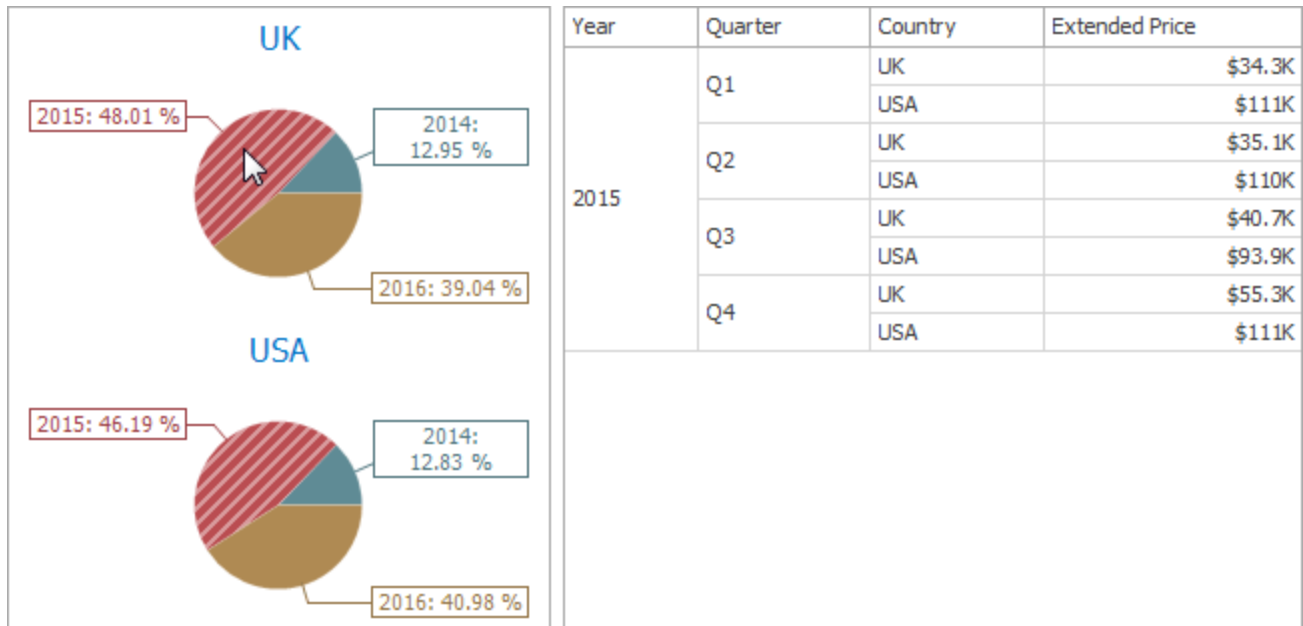 UK
2015: 48.01 %
2014:
12.95 %
2016: 39.04 %
USA
2015: 46.19 %
2014:
12.83 %
2016: 40.98 %
Year Quarter Country Extended Price
2015
Q1
UK $34.3K
USA $111K
Q2
UK $35.1K
USA $110K
Q3
UK $40.7K
USA $93.9K
Q4
UK $55.3K
USA $111K